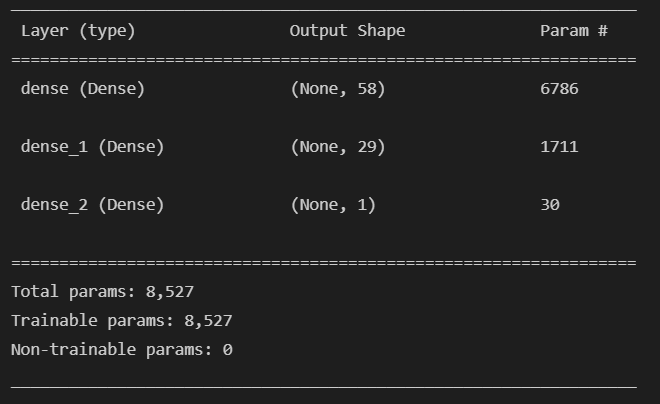 Layer (type) Output Shape Param #
=================================================================
dense (Dense) (None, 58) 6786
dense_1 (Dense) (None, 29) 1711
dense_2 (Dense) (None, 1) 30
=================================================================
Total params: 8,527
Trainable params: 8,527
Non-trainable params: 0